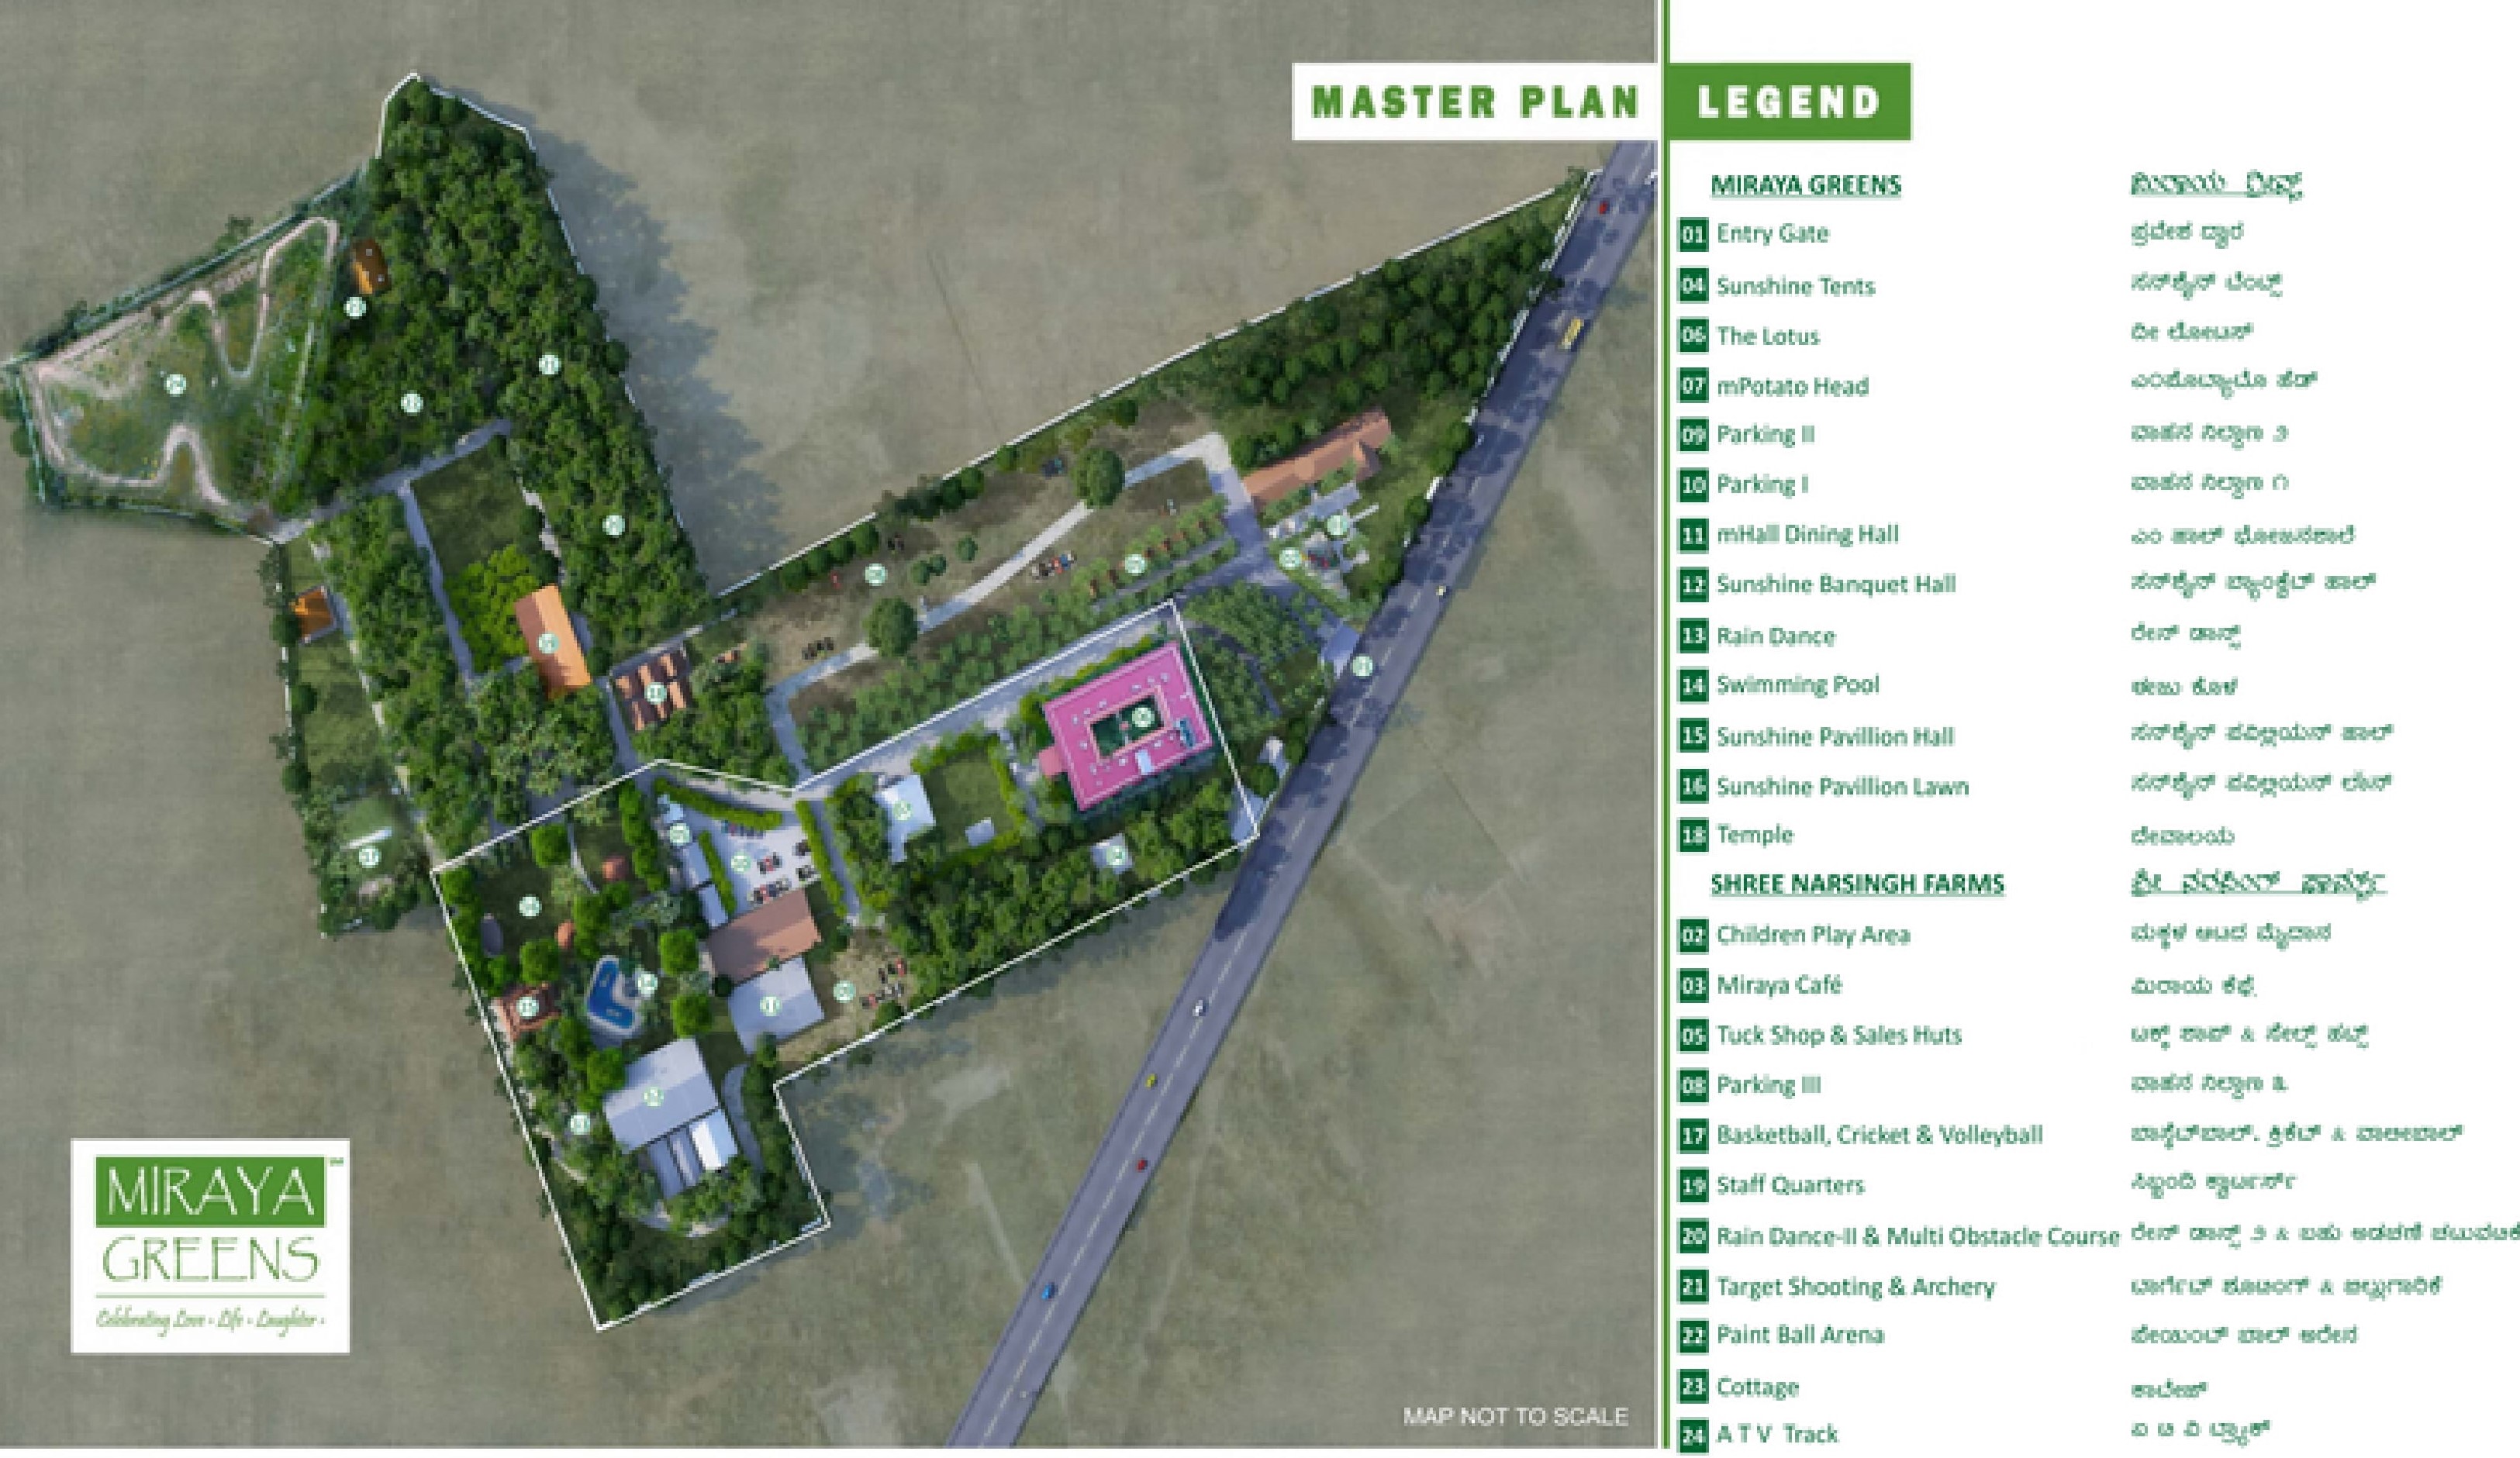 MASTER PLAN
LEGEND
MIRAYA GREENS ಮಿರಾಯ ಗ್ರೀನ್ಸ್
01 Entry Gate ಪ್ರವೇಶ ದ್ವಾರ
04 Sunshine Tents ಸನ್‌ಶೈನ್ ಟೆಂಟ್ಸ್
06 The Lotus ದೀ ಲೋಟಸ್
07 mPotato Head ಎಂಪೊಟ್ಯಾಟೊ ಹೆಡ್
09 Parking II ವಾಹನ ನಿಲ್ದಾಣ ೨
10 Parking I ವಾಹನ ನಿಲ್ದಾಣ ೧
11 mHall Dining Hall ಎಂ ಹಾಲ್ ಭೋಜನಶಾಲೆ
12 Sunshine Banquet Hall ಸನ್‌ಶೈನ್ ಬ್ಯಾಂಕ್ವೆಟ್ ಹಾಲ್
13 Rain Dance ರೇನ್ ಡಾನ್ಸ್
14 Swimming Pool ಈಜು ಕೊಳ
15 Sunshine Pavillion Hall ಸನ್‌ಶೈನ್ ಪವಿಲ್ಲಿಯನ್ ಹಾಲ್
16 Sunshine Pavillion Lawn ಸನ್‌ಶೈನ್ ಪವಿಲ್ಲಿಯನ್ ಲಾನ್
18 Temple ದೇವಾಲಯ
SHREE NARSINGH FARMS ಶ್ರೀ ನರಸಿಂಗ್ ಫಾರ್ಮ್ಸ್
02 Children Play Area ಮಕ್ಕಳ ಆಟದ ಮೈದಾನ
03 Miraya Café ಮಿರಾಯ ಕೆಫೆ
05 Tuck Shop & Sales Huts ಟಕ್ಕ್ ಶಾಪ್ & ಸೇಲ್ಸ್ ಹಟ್ಸ್
08 Parking III ವಾಹನ ನಿಲ್ದಾಣ ೩
17 Basketball, Cricket & Volleyball ಬಾಸ್ಕೆಟ್‌ಬಾಲ್, ಕ್ರಿಕೆಟ್ & ವಾಲೀಬಾಲ್
19 Staff Quarters ಸಿಬ್ಬಂದಿ ಕ್ವಾರ್ಟರ್ಸ್
20 Rain Dance-II & Multi Obstacle Course ರೇನ್ ಡಾನ್ಸ್ ೨ & ಬಹು ಅಡಚಣೆ
21 Target Shooting & Archery ಟಾರ್ಗೆಟ್ ಶೂಟಿಂಗ್ & ಬಿಲ್ಲುಗಾರಿಕೆ
22 Paint Ball Arena ಪೇಯಿಂಟ್ ಬಾಲ್ ಅರೇನ
23 Cottage ಕಾಟೇಜ್
24 A T V Track ಎ ಟಿ ವಿ ಟ್ರ್ಯಾಕ್
MIRAYA
GREENS
Celebrating Love • Life • Laughter •
MAP NOT TO SCALE